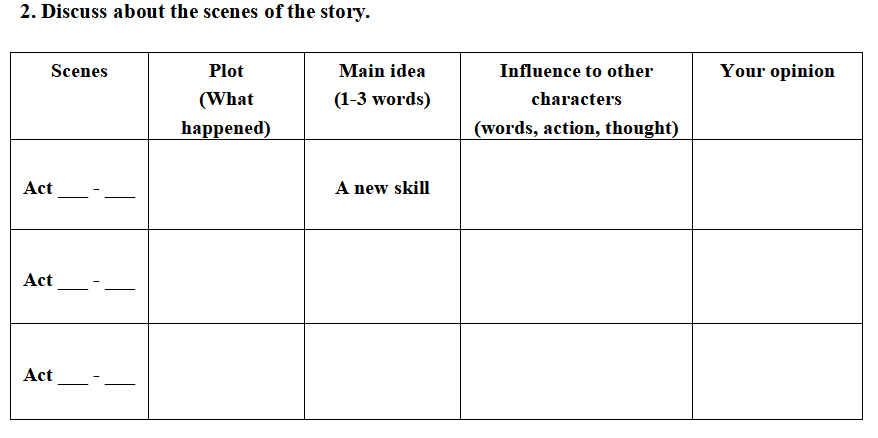 2. Discuss about the scenes of the story.
Scenes
Plot
(What
happened)
Main idea
(1-3 words)
Influence to other
characters
(words, action, thought)
Your opinion
Act ___ - ___
A new skill
Act ___ - ___
Act ___ - ___